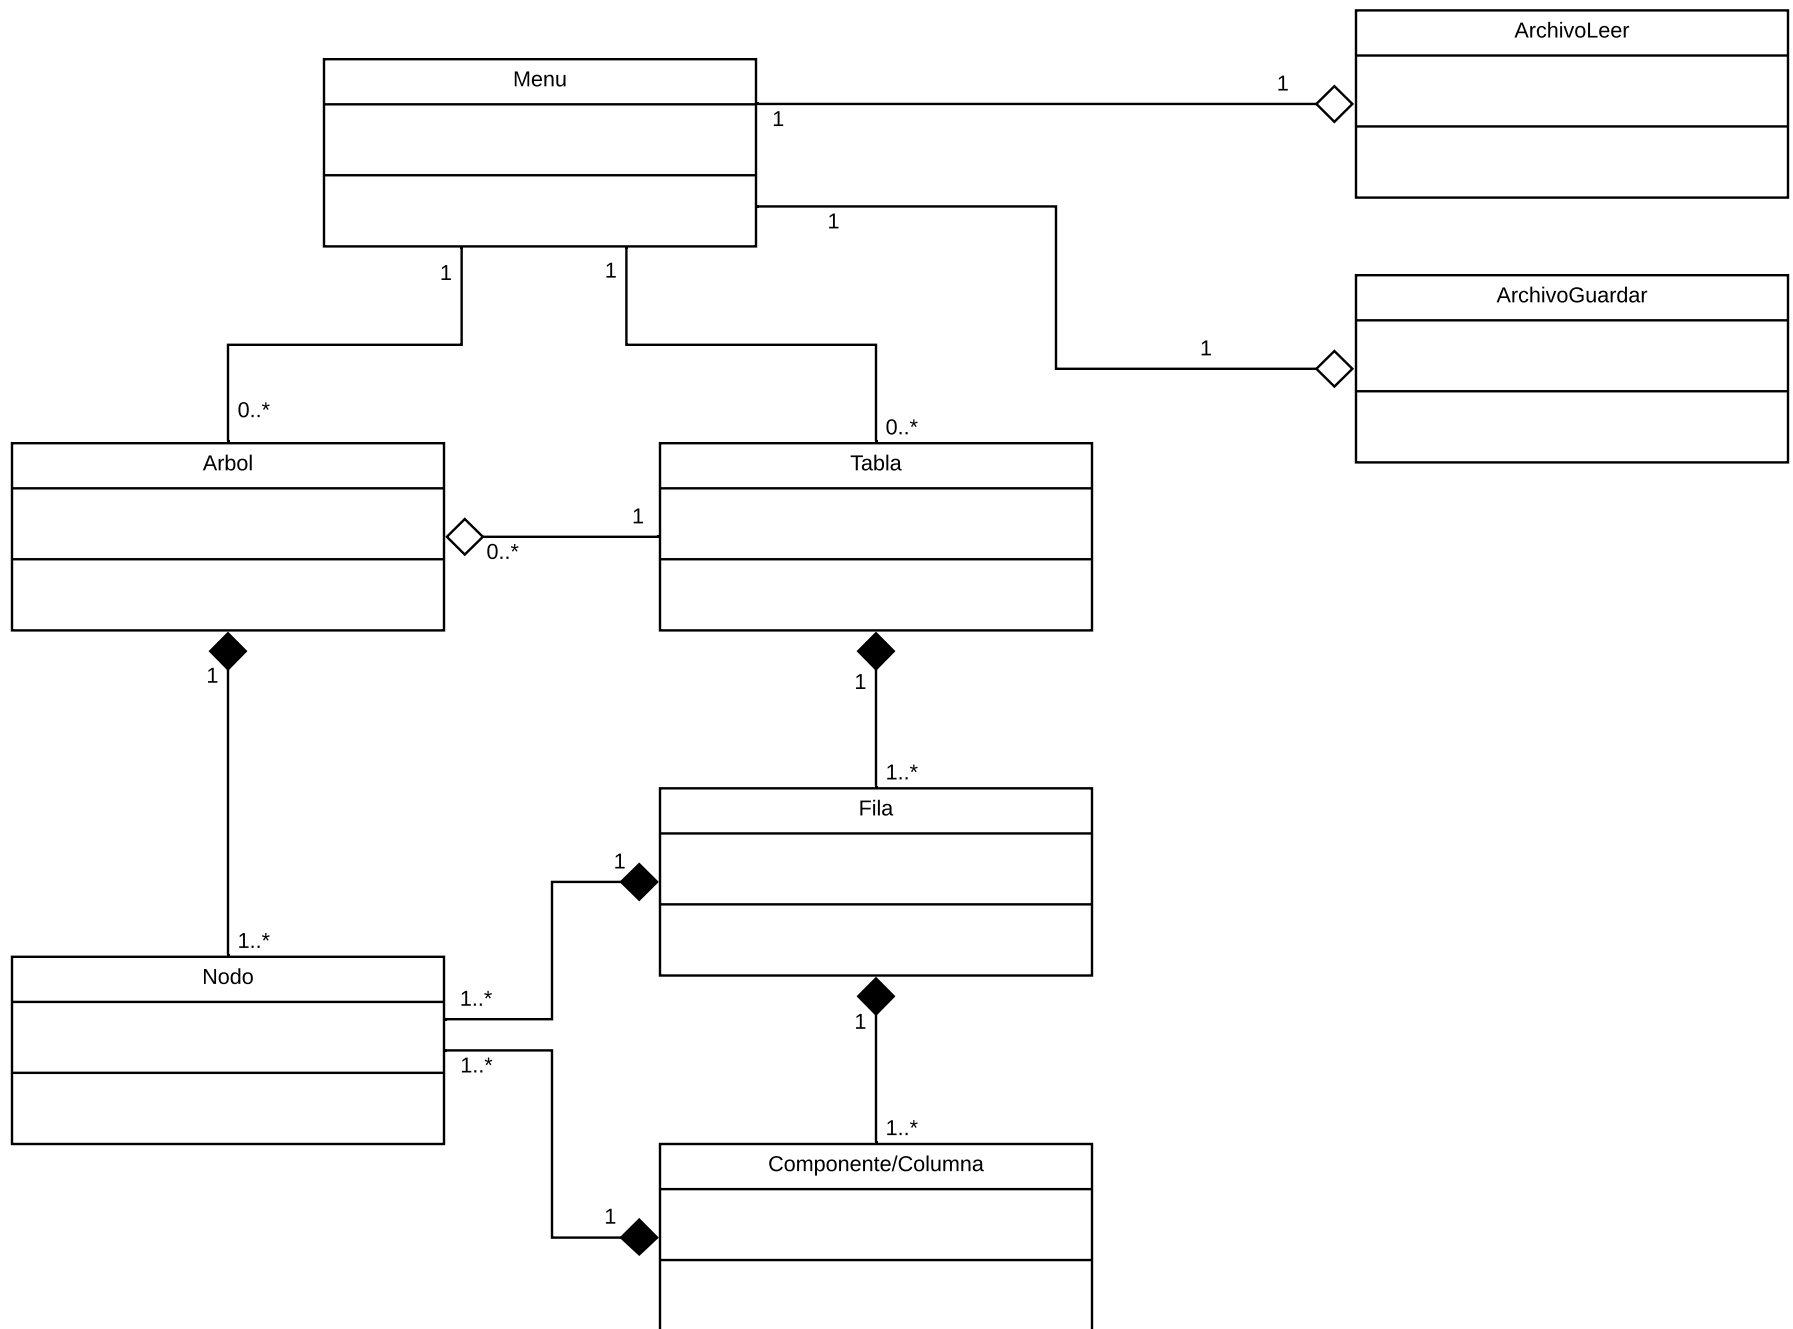 ArchivoLeer
Menu
1
1
1
1
1
ArchivoGuardar
1
0..*
0..*
Arbol
Tabla
1
0..*
1
1
1..*
Fila
1
1..*
Nodo
1..*
1
1..*
1..*
Componente/Columna
1